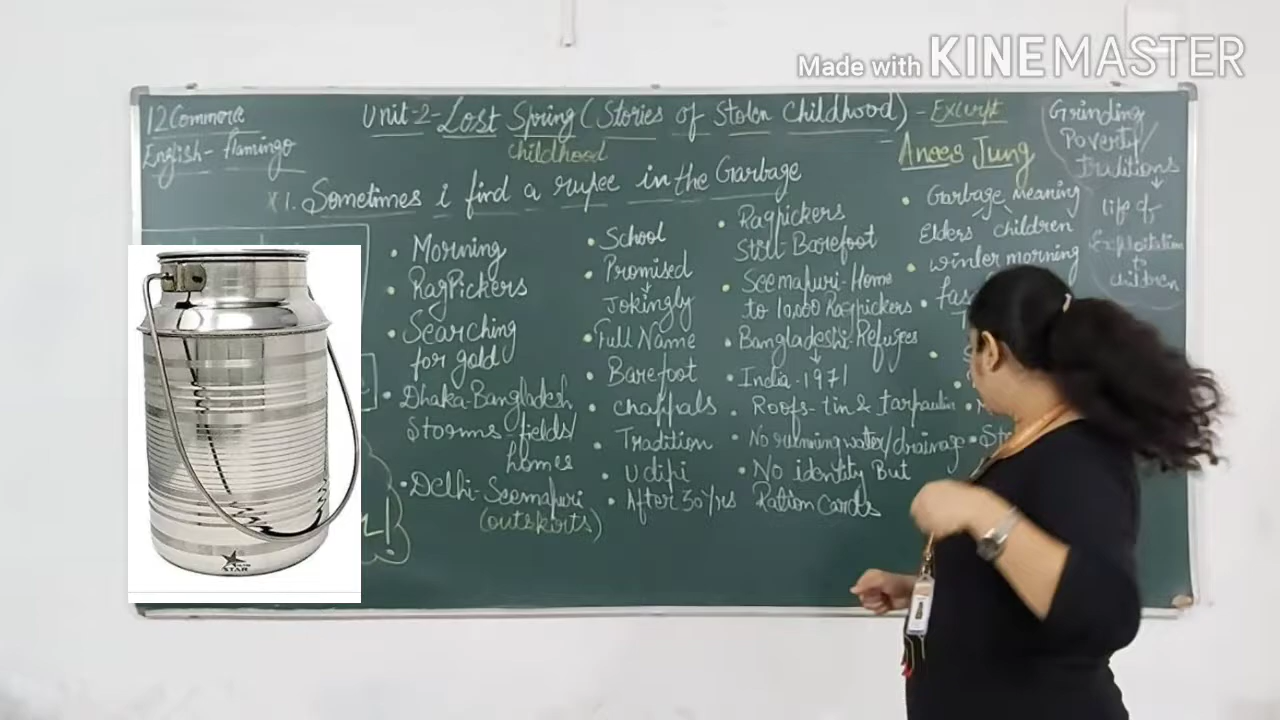 Made with KINEMASTER
12 Commerce
English - Flamingo
Unit-2-Lost Spring (Stories of Stolen Childhood) - Excerpt
childhood
Anees Jung
Grinding
Poverty/
Traditions
life of
Exploitation
to
children
1. Sometimes i find a rupee in the Garbage
• Morning
• RagPickers
• Searching
for gold
• Dhaka-Bangladesh
Storms-fields/
homes
• Delhi-Seemapuri
(outskirts)
• School
• Promised
Jokingly
• Full Name
• Barefoot
• chappals
• Tradition
• Udipi
• After 30 yrs
• Ragpickers
Still-Barefoot
• Seemapuri-Home
to 10,000 Ragpickers
• Bangladeshi-Refugees
• India-1971
• Roofs-tin & tarpaulin
• No running water/drainage
• No identity But
Ration Cards
• Garbage meaning
Elders children
• winter morning
STAR